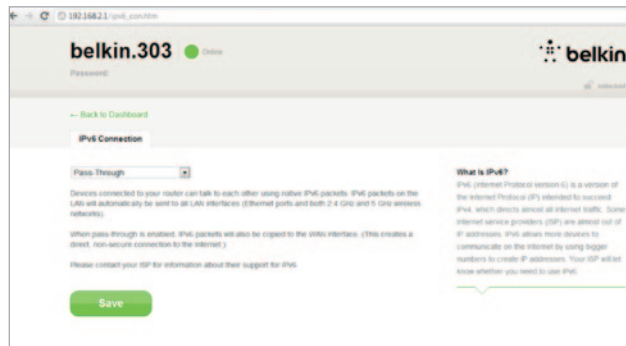 192.168.2.1/ipv6_con.htm
belkin.303 Online
Password:
belkin
unlocked
← Back to Dashboard
IPv6 Connection
Pass-Through
Devices connected to your router can talk to each other using native IPv6 packets. IPv6 packets on the
LAN will automatically be sent to all LAN interfaces (Ethernet ports and both 2.4 GHz and 5 GHz wireless
networks).
When pass-through is enabled, IPv6 packets will also be copied to the WAN interface. (This creates a
direct, non-secure connection to the Internet.)
Please contact your ISP for information about their support for IPv6
Save
What is IPv6?
IPv6 (Internet Protocol version 6) is a version of
the Internet Protocol (IP) intended to succeed
IPv4, which directs almost all internet traffic. Some
internet service providers (ISP) are almost out of
IP addresses. IPv6 allows more devices to
communicate on the Internet by using bigger
numbers to create IP addresses. Your ISP will let
know whether you need to use IPv6